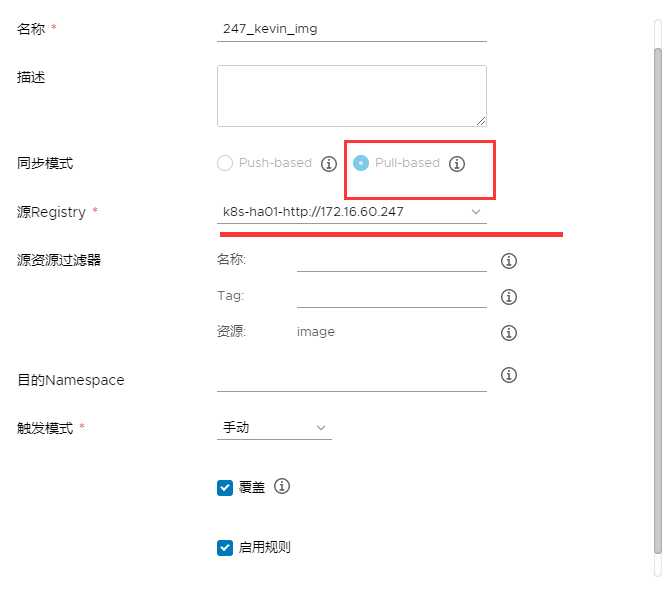 名称 *
247_kevin_img
描述
同步模式
Push-based
Pull-based
源Registry *
k8s-ha01-http://172.16.60.247
源资源过滤器
名称:
Tag:
资源:
image
目的Namespace
触发模式 *
手动
覆盖
启用规则